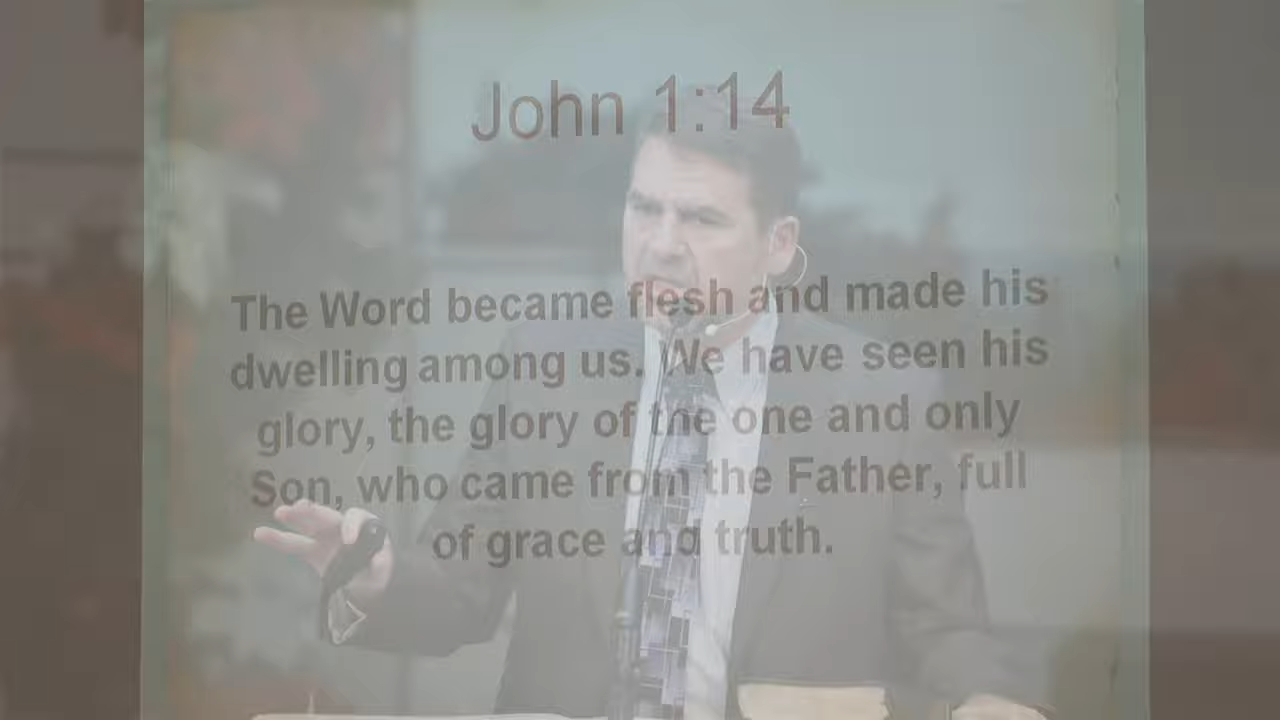 John 1:14
The Word became flesh and made his
dwelling among us. We have seen his
glory, the glory of the one and only
Son, who came from the Father, full
of grace and truth.